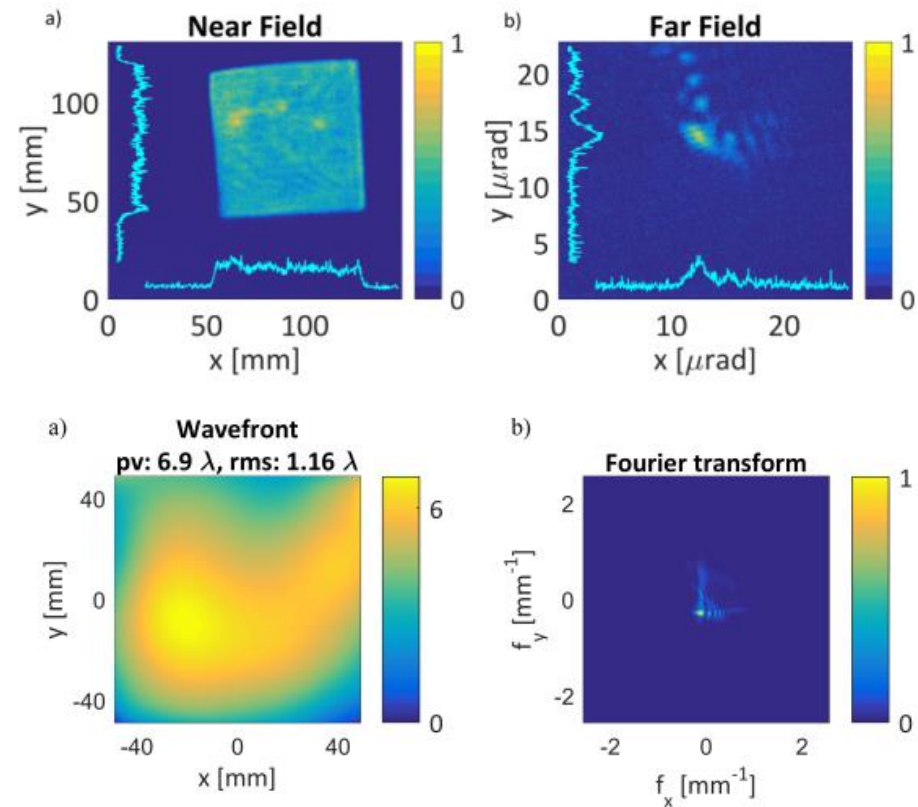 a)
Near Field
b)
Far Field
1
0
1
0
y [mm]
100
50
0
0
50
100
x [mm]
y [μrad]
20
15
10
5
0
0
10
20
x [μrad]
a)
Wavefront
pv: 6.9 λ, rms: 1.16 λ
b)
Fourier transform
y [mm]
40
0
-40
-40
0
40
x [mm]
6
0
f_y [mm⁻¹]
2
0
-2
-2
0
2
f_x [mm⁻¹]
1
0